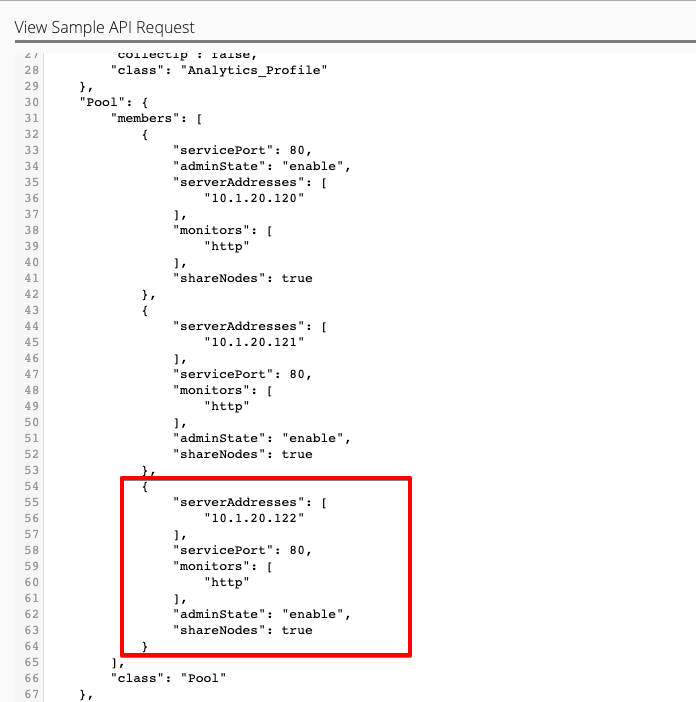 View Sample API Request
27 "collectIp": false,
28 "class": "Analytics_Profile"
29 },
30 "Pool": {
31 "members": [
32 {
33 "servicePort": 80,
34 "adminState": "enable",
35 "serverAddresses": [
36 "10.1.20.120"
37 ],
38 "monitors": [
39 "http"
40 ],
41 "shareNodes": true
42 },
43 {
44 "serverAddresses": [
45 "10.1.20.121"
46 ],
47 "servicePort": 80,
48 "monitors": [
49 "http"
50 ],
51 "adminState": "enable",
52 "shareNodes": true
53 },
54 {
55 "serverAddresses": [
56 "10.1.20.122"
57 ],
58 "servicePort": 80,
59 "monitors": [
60 "http"
61 ],
62 "adminState": "enable",
63 "shareNodes": true
64 }
65 ],
66 "class": "Pool"
67 },